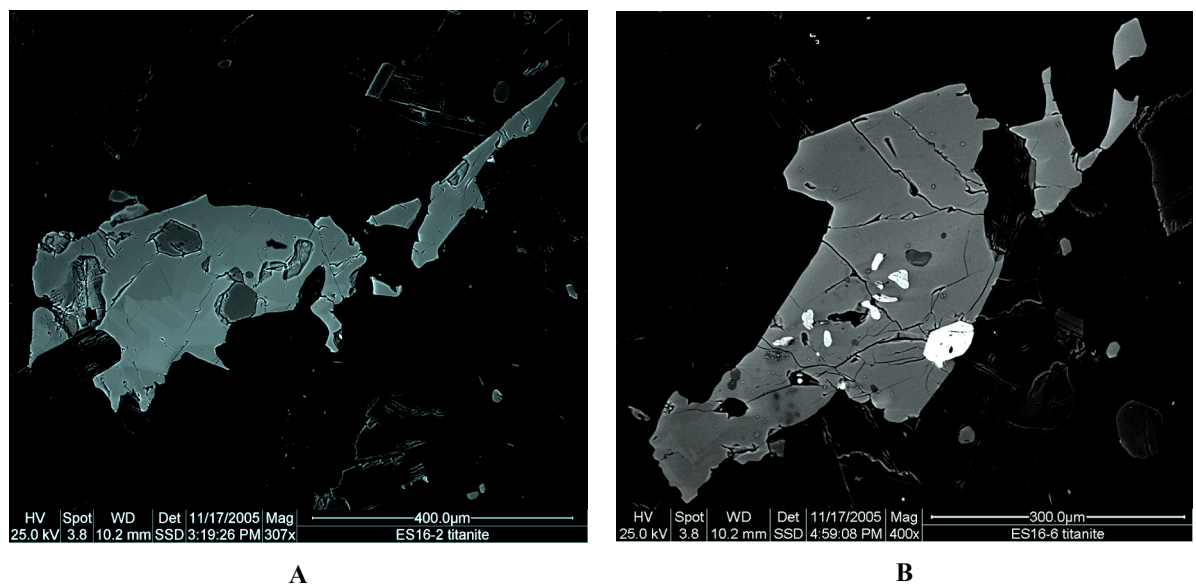 HV Spot WD Det 11/17/2005 Mag 400.0µm
25.0 kV 3.8 10.2 mm SSD 3:19:26 PM 307x ES16-2 titanite
HV Spot WD Det 11/17/2005 Mag 300.0µm
25.0 kV 3.8 10.2 mm SSD 4:59:08 PM 400x ES16-6 titanite
A
B